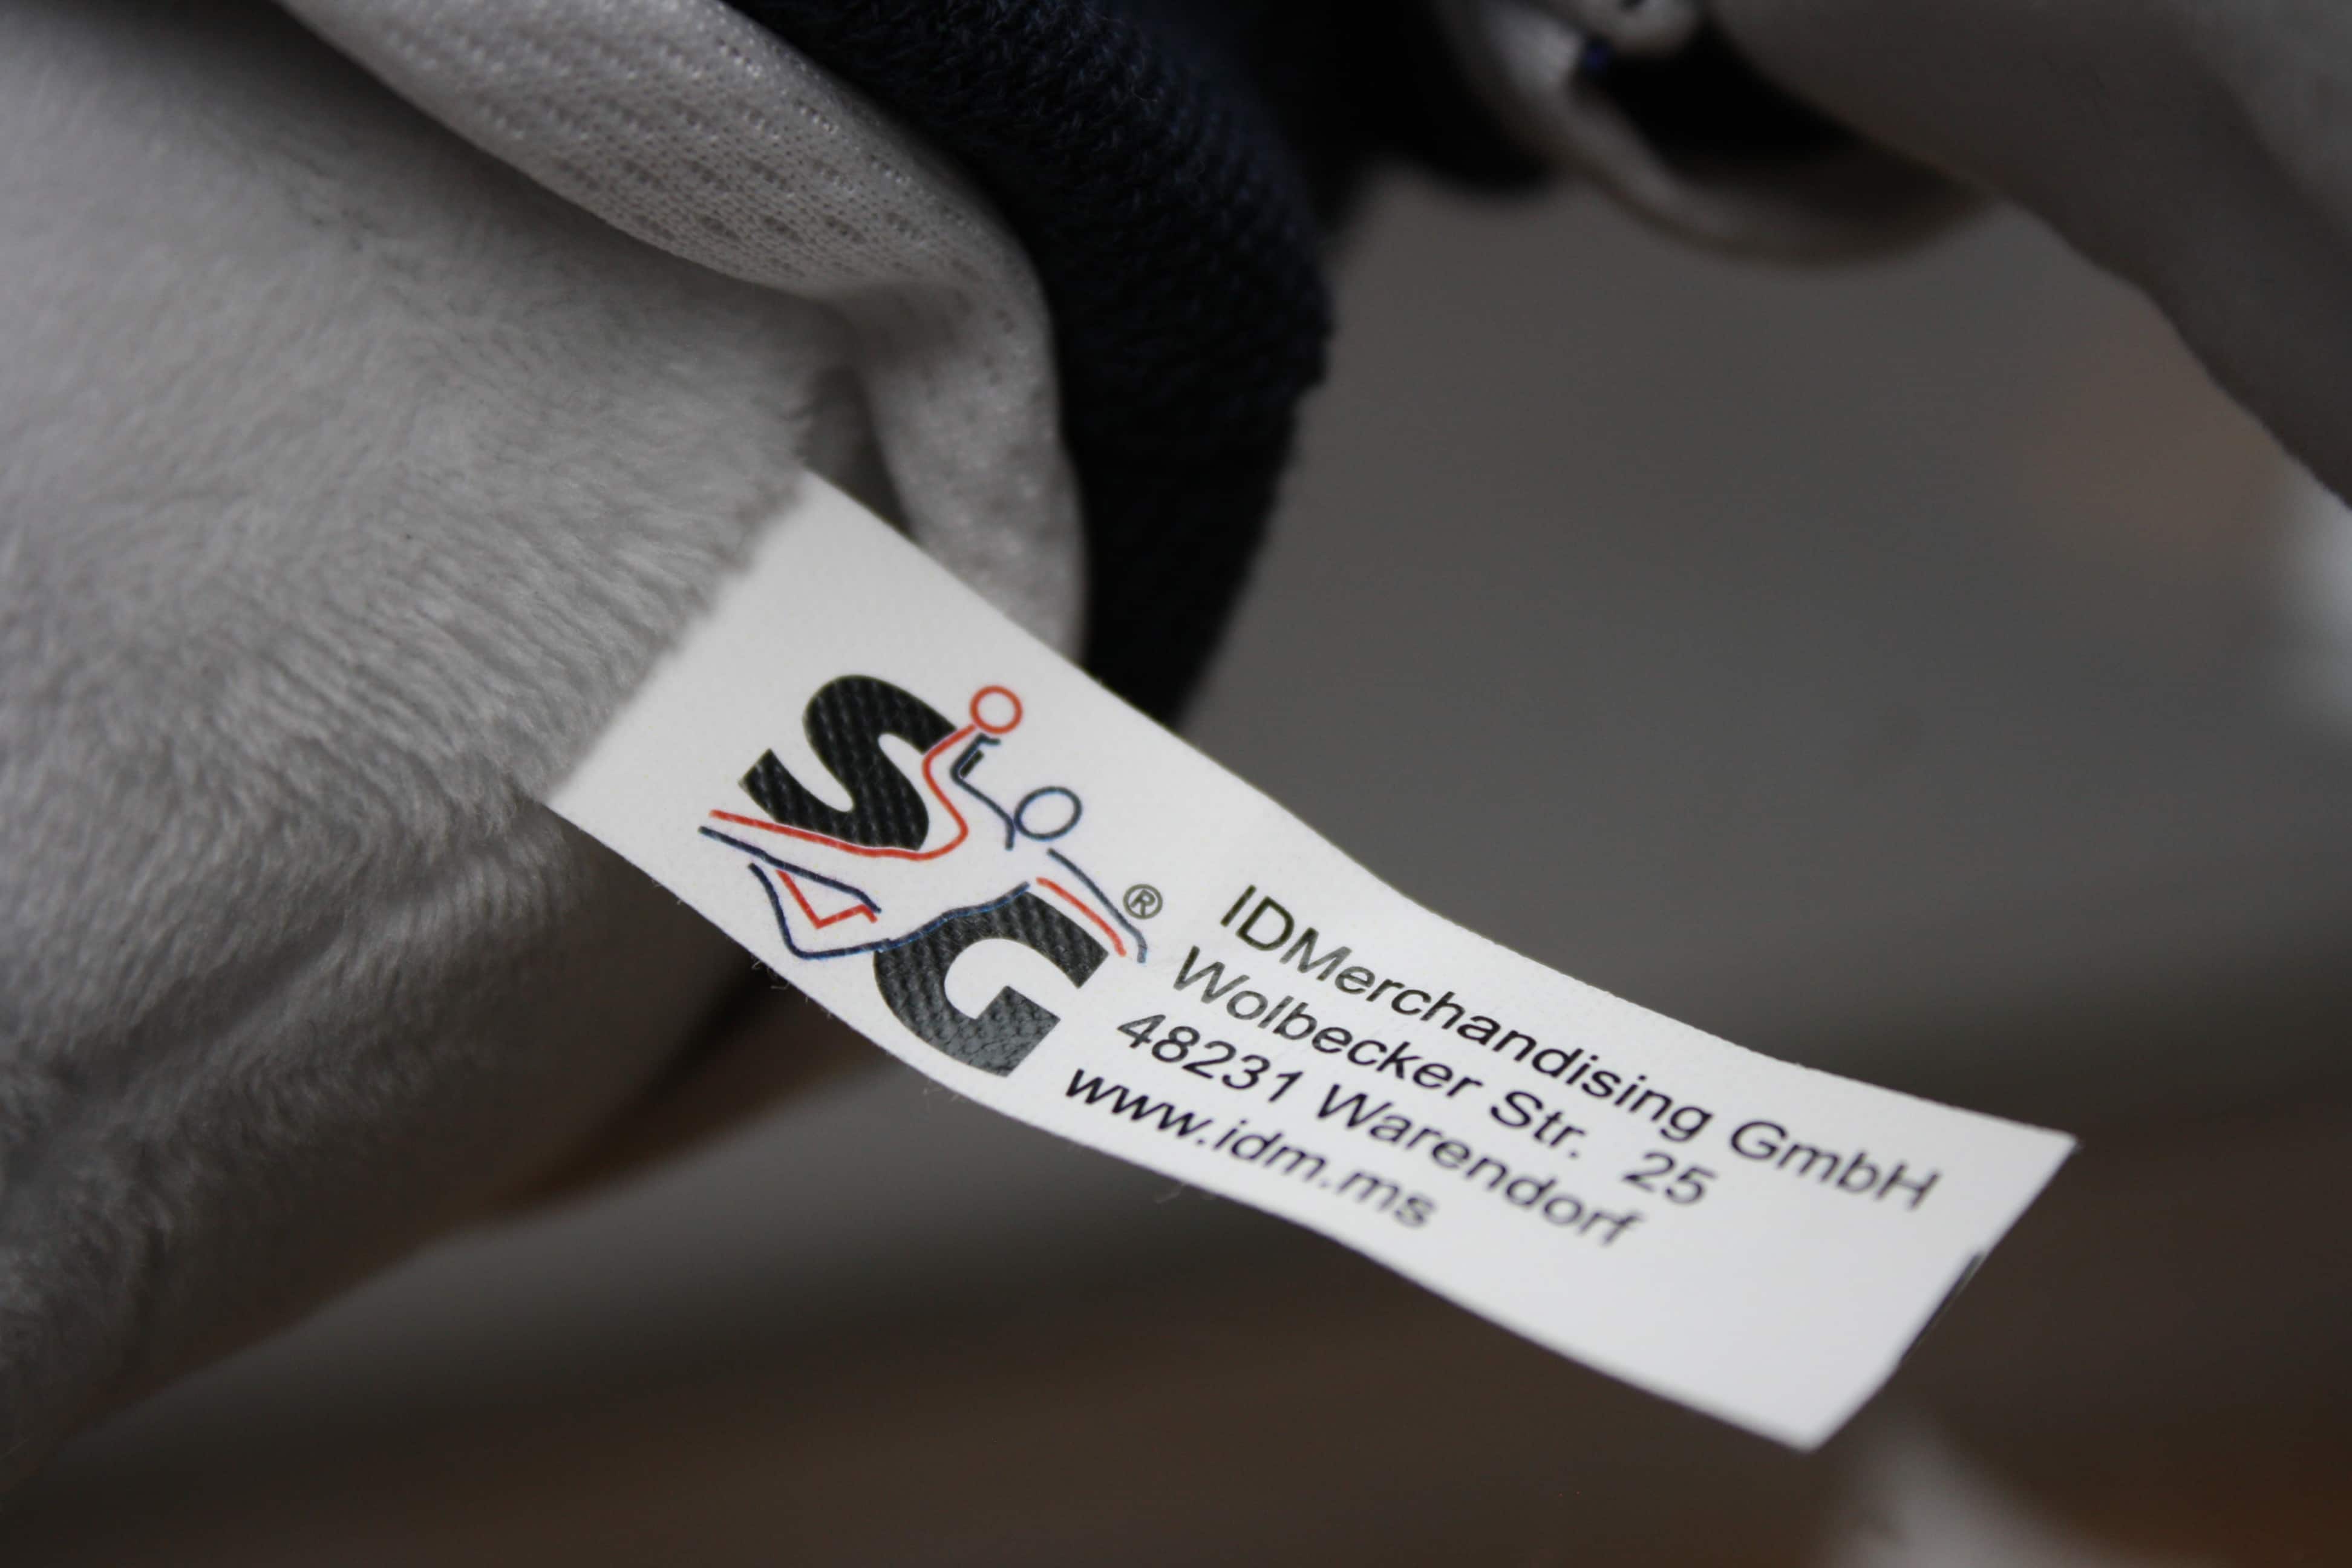 SG®
IDMerchandising GmbH
Wolbecker Str. 25
48231 Warendorf
www.idm.ms